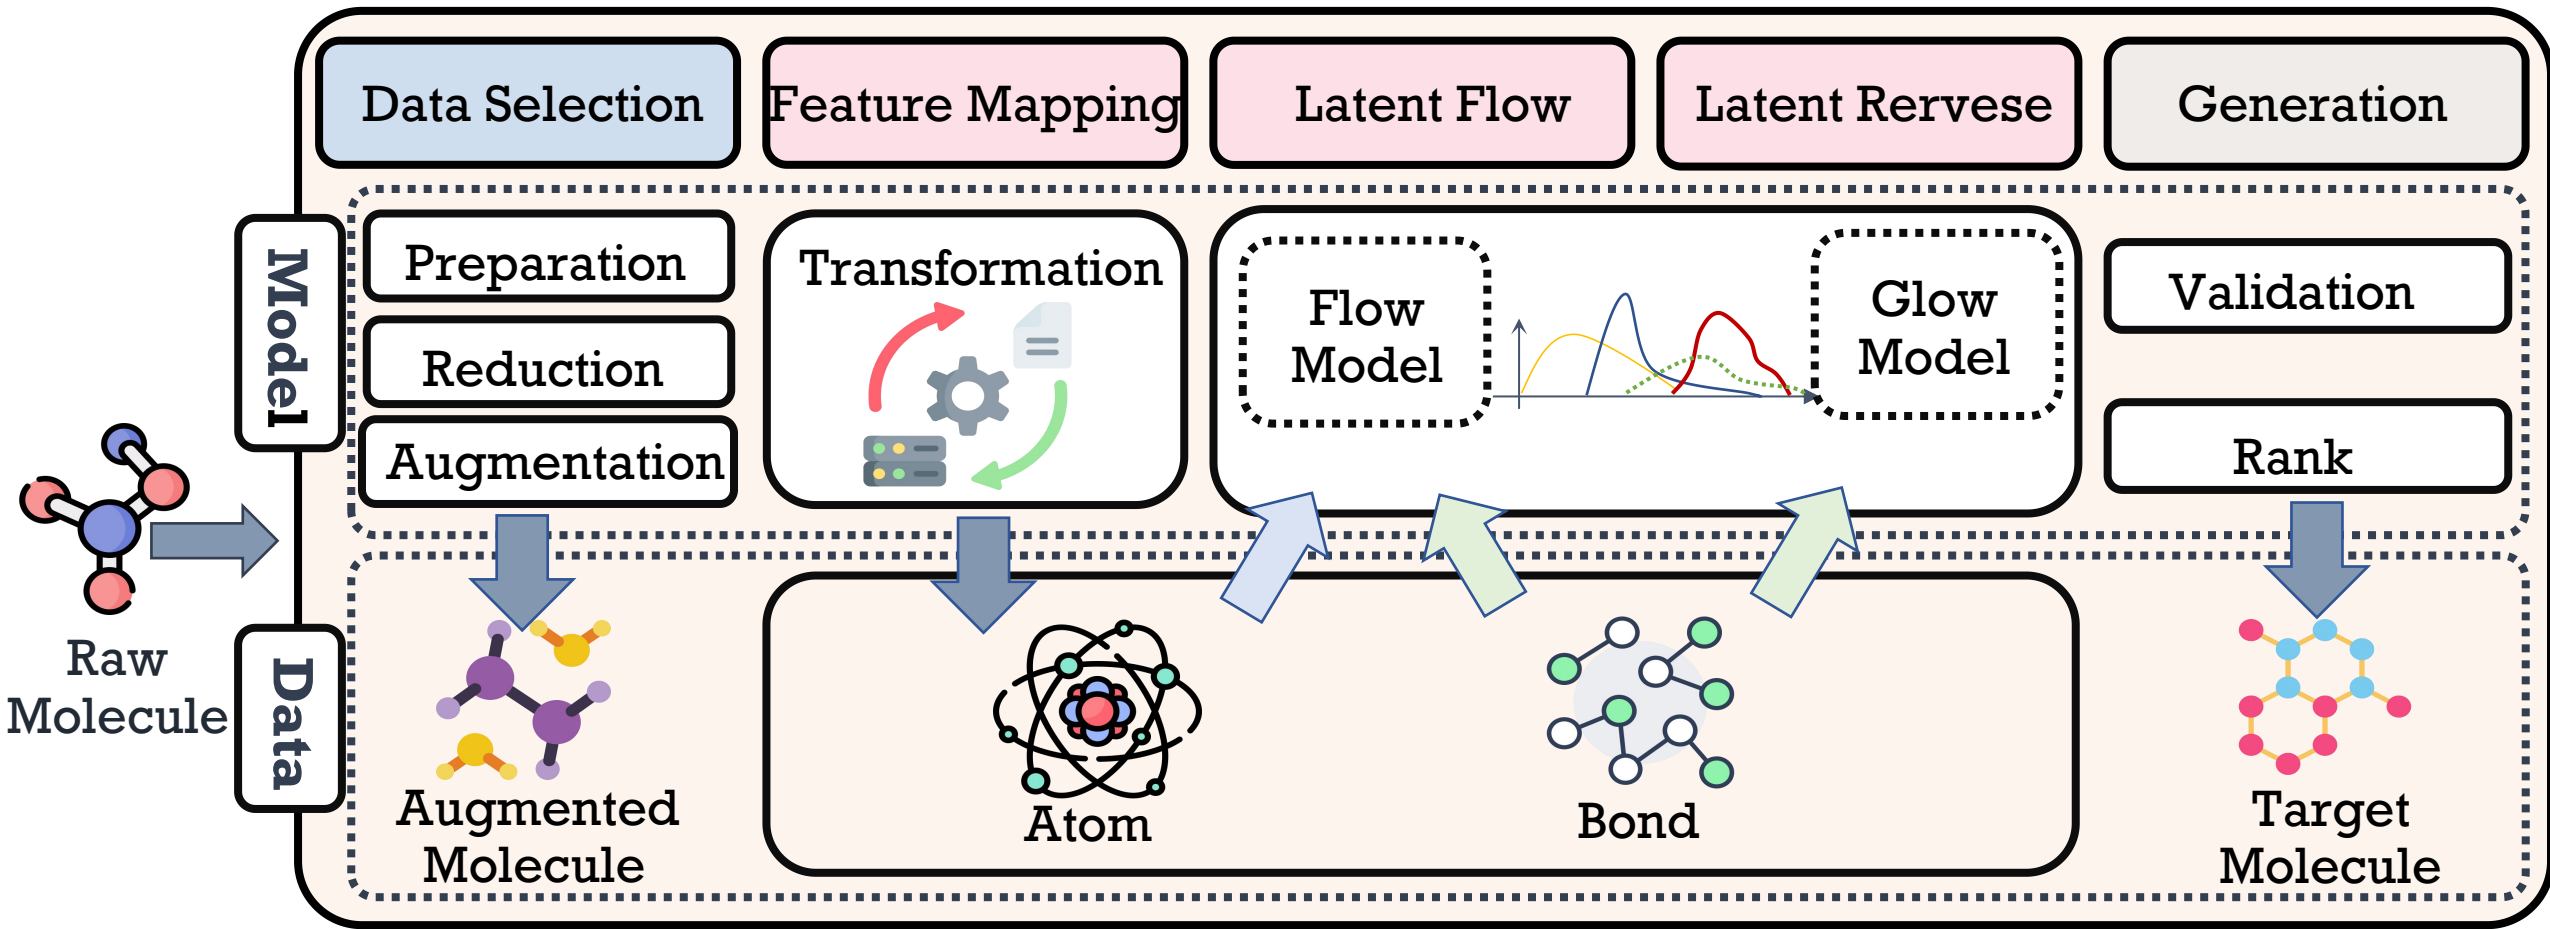 Data Selection
Feature Mapping
Latent Flow
Latent Rervese
Generation
Model
Preparation
Reduction
Augmentation
Transformation
Flow
Model
Glow
Model
Validation
Rank
Raw
Molecule
Data
Augmented
Molecule
Atom
Bond
Target
Molecule